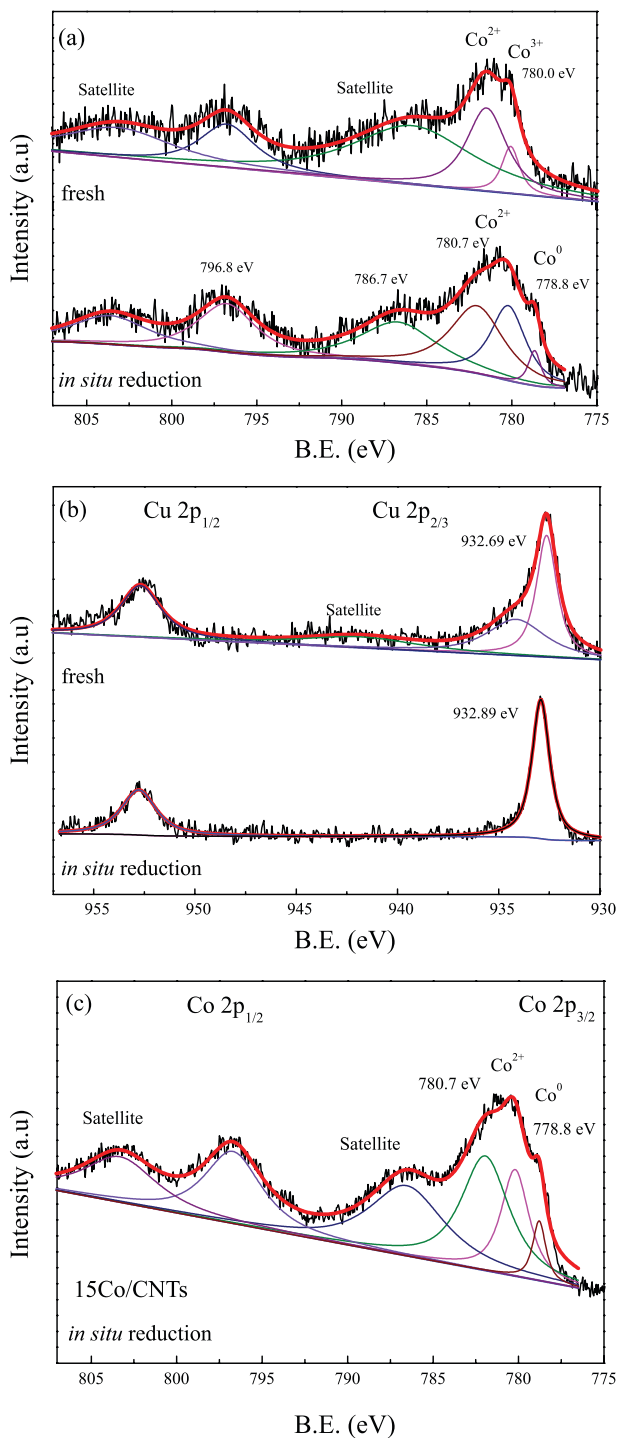 (a)
Co²⁺
Co³⁺
780.0 eV
Satellite
Satellite
fresh
Co²⁺
780.7 eV
Co⁰
778.8 eV
796.8 eV
786.7 eV
in situ reduction
Intensity (a.u)
805 800 795 790 785 780 775
B.E. (eV)
(b)
Cu 2p₁/₂
Cu 2p₂/₃
932.69 eV
Satellite
fresh
932.89 eV
in situ reduction
Intensity (a.u)
955 950 945 940 935 930
B.E. (eV)
(c)
Co 2p₁/₂
Co 2p₃/₂
Co²⁺
780.7 eV
Co⁰
778.8 eV
Satellite
Satellite
15Co/CNTs
in situ reduction
Intensity (a.u)
805 800 795 790 785 780 775
B.E. (eV)